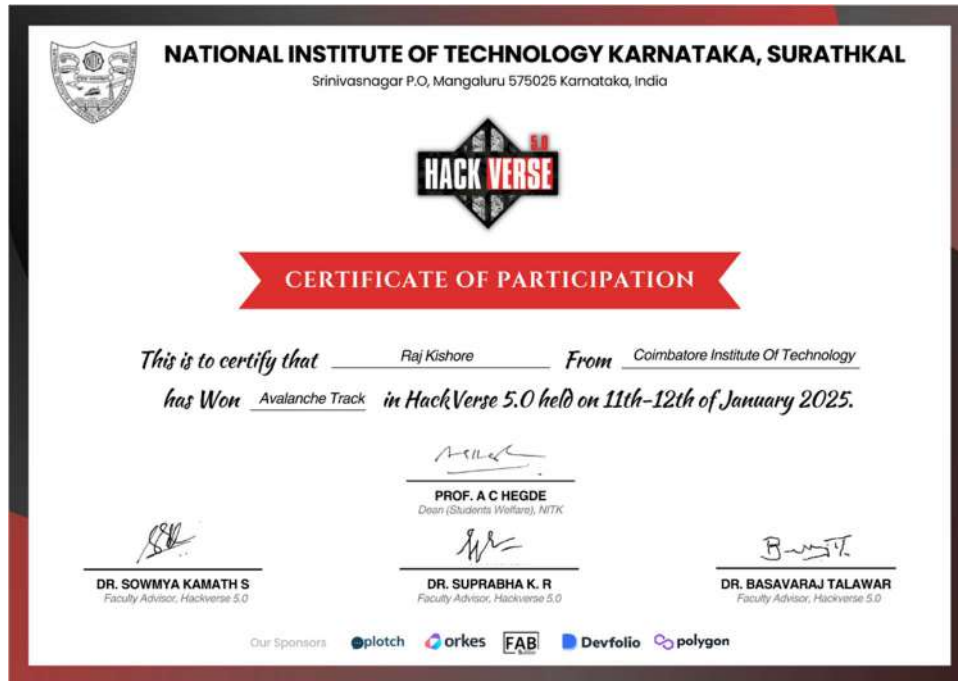 NATIONAL INSTITUTE OF TECHNOLOGY KARNATAKA, SURATHKAL
Srinivasnagar P.O, Mangaluru 575025 Karnataka, India
5.0
HACK VERSE
CERTIFICATE OF PARTICIPATION
This is to certify that Raj Kishore From Coimbatore Institute Of Technology
has Won Avalanche Track in HackVerse 5.0 held on 11th-12th of January 2025.
PROF. A C HEGDE
Dean (Students Welfare), NITK
DR. SOWMYA KAMATH S DR. SUPRABHA K. R DR. BASAVARAJ TALAWAR
Faculty Advisor, Hackverse 5.0 Faculty Advisor, Hackverse 5.0 Faculty Advisor, Hackverse 5.0
Our Sponsors plotch orkes FAB Devfolio polygon